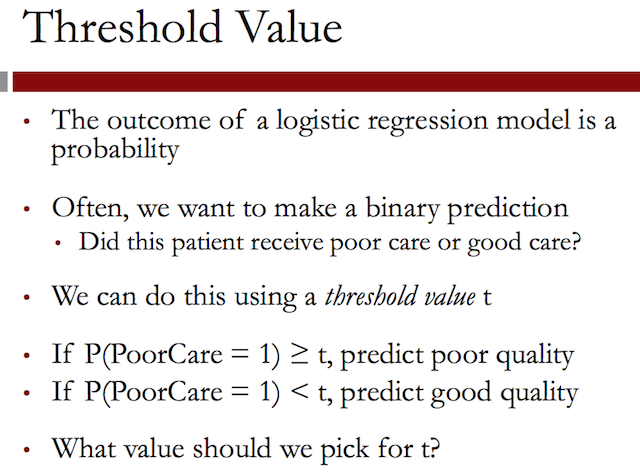 Threshold Value
• The outcome of a logistic regression model is a
probability
• Often, we want to make a binary prediction
• Did this patient receive poor care or good care?
• We can do this using a threshold value t
• If P(PoorCare = 1) ≥ t, predict poor quality
• If P(PoorCare = 1) < t, predict good quality
• What value should we pick for t?